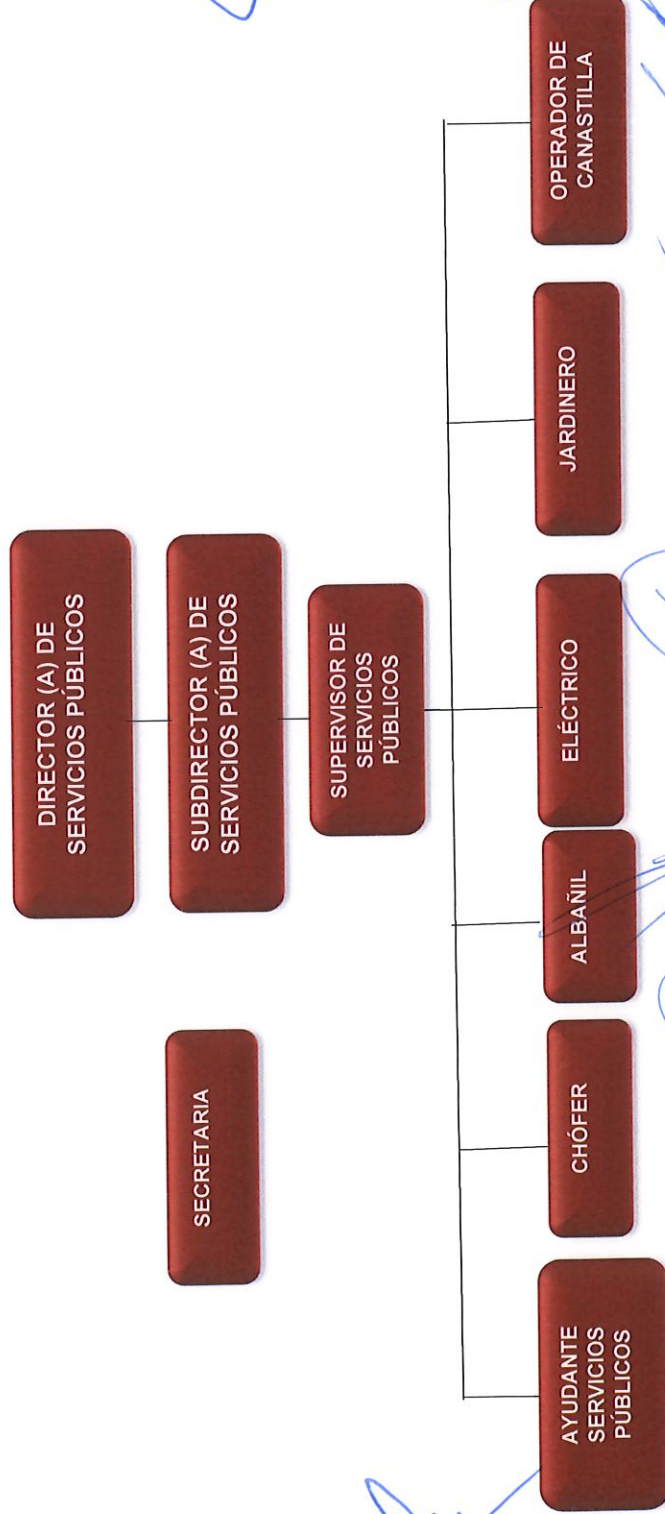 DIRECTOR (A) DE
SERVICIOS PÚBLICOS
SUBDIRECTOR (A) DE
SERVICIOS PÚBLICOS
SECRETARIA
SUPERVISOR DE
SERVICIOS
PÚBLICOS
AYUDANTE
SERVICIOS
PÚBLICOS
CHÓFER
ALBAÑIL
ELÉCTRICO
JARDINERO
OPERADOR DE
CANASTILLA